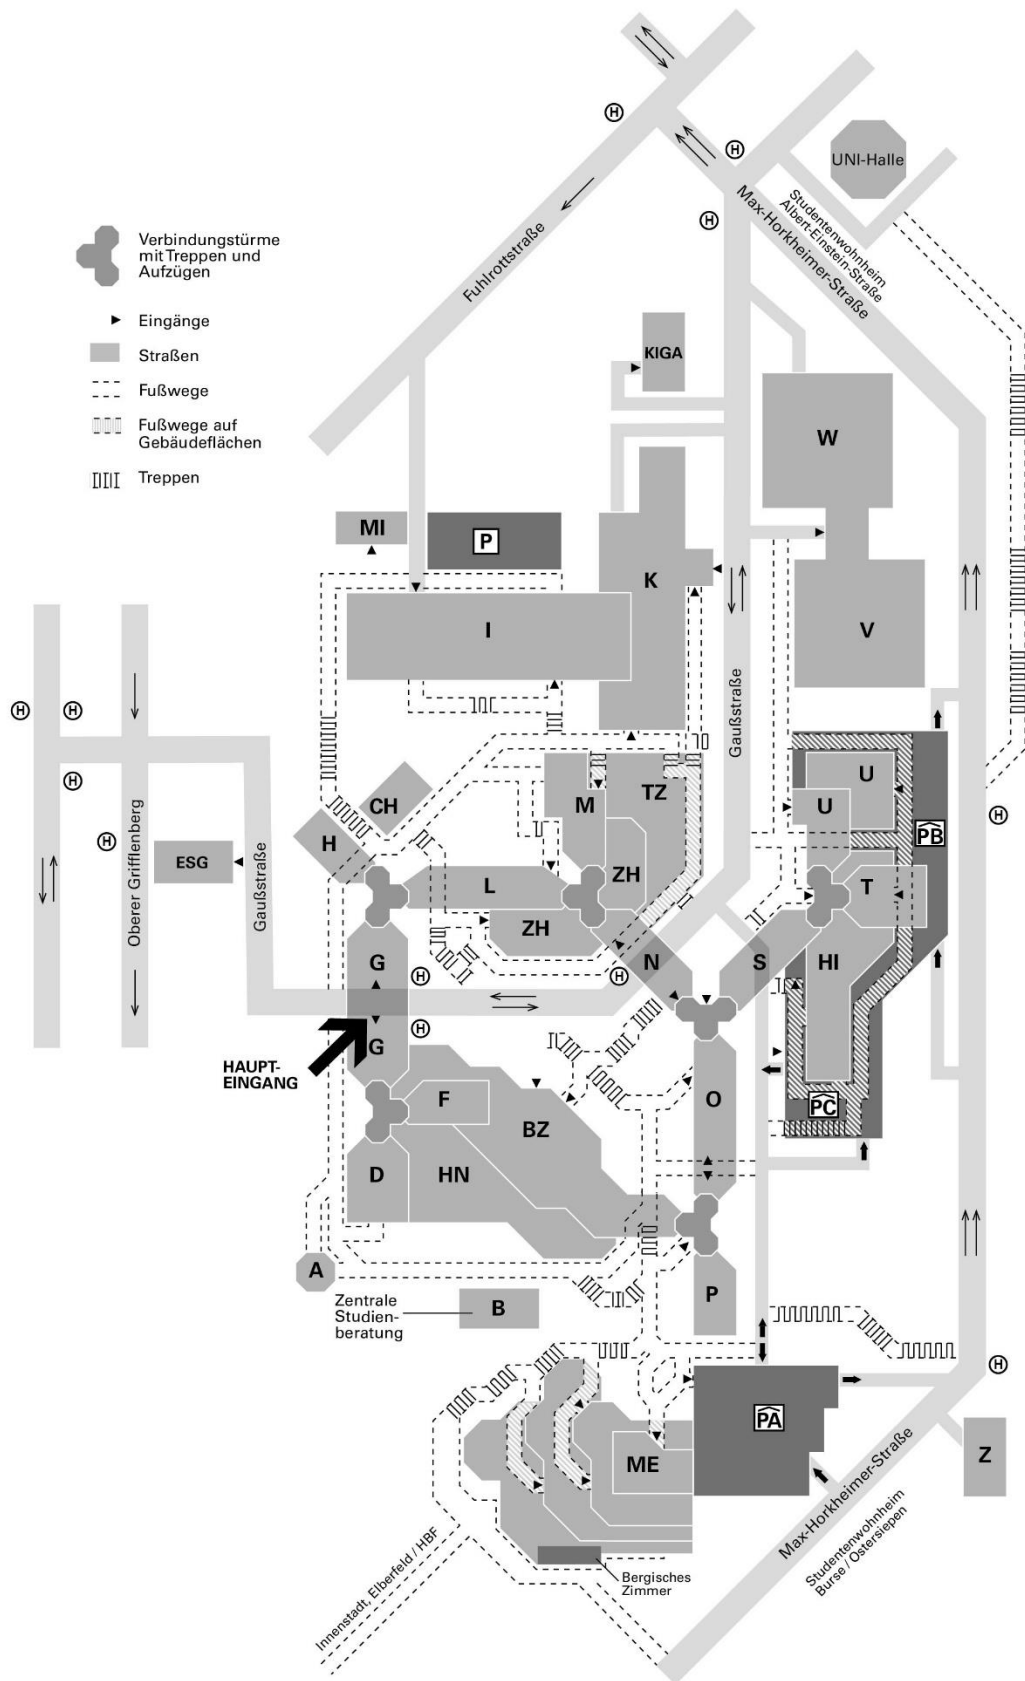 H
H
H
UNI-Halle
Studentenwohnheim
Albert-Einstein-Straße
Max-Horkheimer-Straße
Fuhlrottstraße
Verbindungstürme
mit Treppen und
Aufzügen
Eingänge
Straßen
Fußwege
Fußwege auf
Gebäudeflächen
Treppen
KIGA
W
MI
P
K
I
V
Gaußstraße
H
H
H
H
Oberer Grifflenberg
Gaußstraße
ESG
CH
H
M
TZ
U
U
PB
H
L
ZH
ZH
T
G
H
N
H
S
HI
G
H
HAUPT-
EINGANG
F
BZ
O
PC
D
HN
A
P
B
Zentrale
Studien-
beratung
H
PA
ME
Z
Max-Horkheimer-Straße
Studentenwohnheim
Burse / Ostersiepen
Bergisches
Zimmer
Innenstadt, Elberfeld / HBF